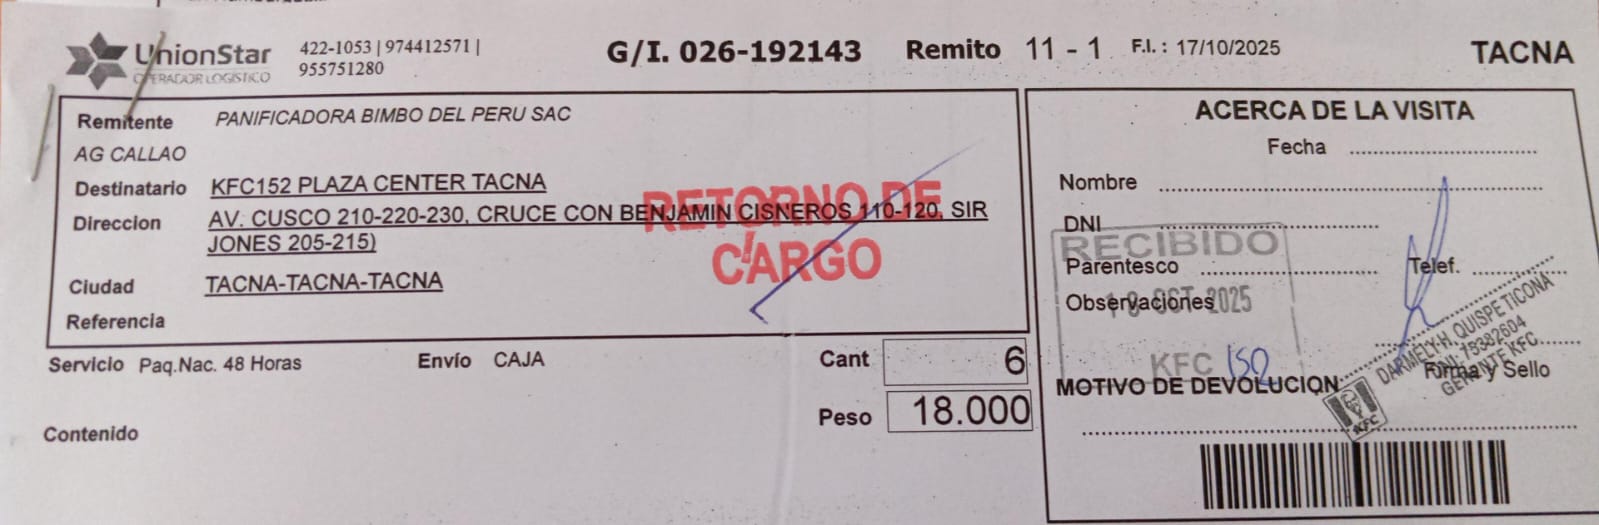 UnionStar
OPERADOR LOGÍSTICO
422-1053 | 974412571 |
955751280
G/I. 026-192143 Remito 11 - 1 F.I.: 17/10/2025 TACNA
Remitente PANIFICADORA BIMBO DEL PERU SAC
AG CALLAO
Destinatario KFC152 PLAZA CENTER TACNA
Direccion AV. CUSCO 210-220-230, CRUCE CON BENJAMIN CISNEROS 110-120, SIR
JONES 205-215)
Ciudad TACNA-TACNA-TACNA
Referencia
RETORNO DE
CARGO
Servicio Paq.Nac. 48 Horas Envío CAJA Cant 6
Peso 18.000
Contenido
ACERCA DE LA VISITA
Fecha
Nombre
DNI
Parentesco Telef.
Observaciones
Firma y Sello
MOTIVO DE DEVOLUCION:
RECIBIDO
OCT 2025
KFC 152
DARMELY H. QUISPE TICONA
DNI: 75382604
GERENTE KFC
KFC